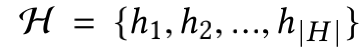 ℋ = {h₁, h₂, ..., h|H|}